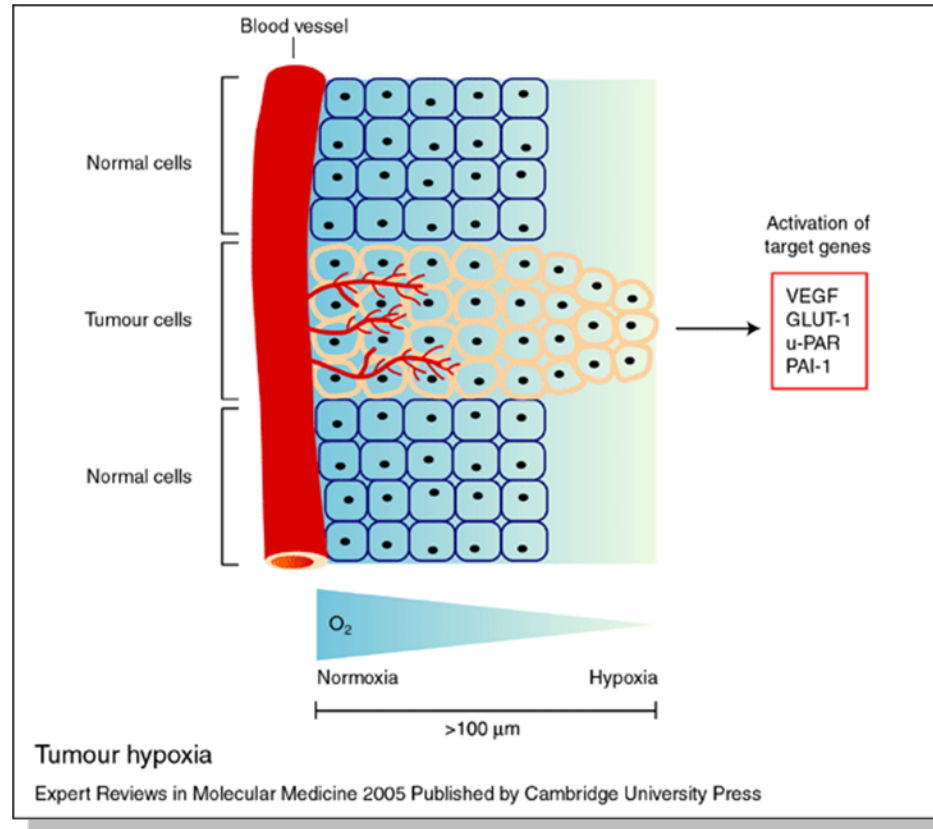 Blood vessel
Normal cells
Tumour cells
Normal cells
Activation of
target genes
VEGF
GLUT-1
u-PAR
PAI-1
O₂
Normoxia
Hypoxia
>100 μm
Tumour hypoxia
Expert Reviews in Molecular Medicine 2005 Published by Cambridge University Press